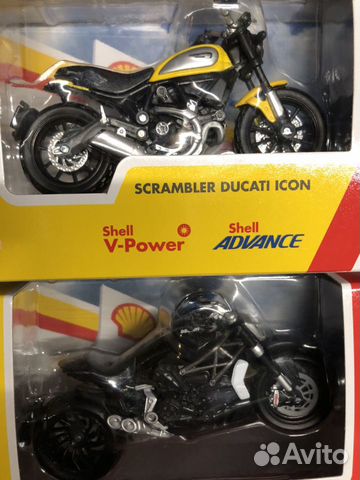 SCRAMBLER DUCATI ICON
Shell
V-Power
Shell
ADVANCE
Avito